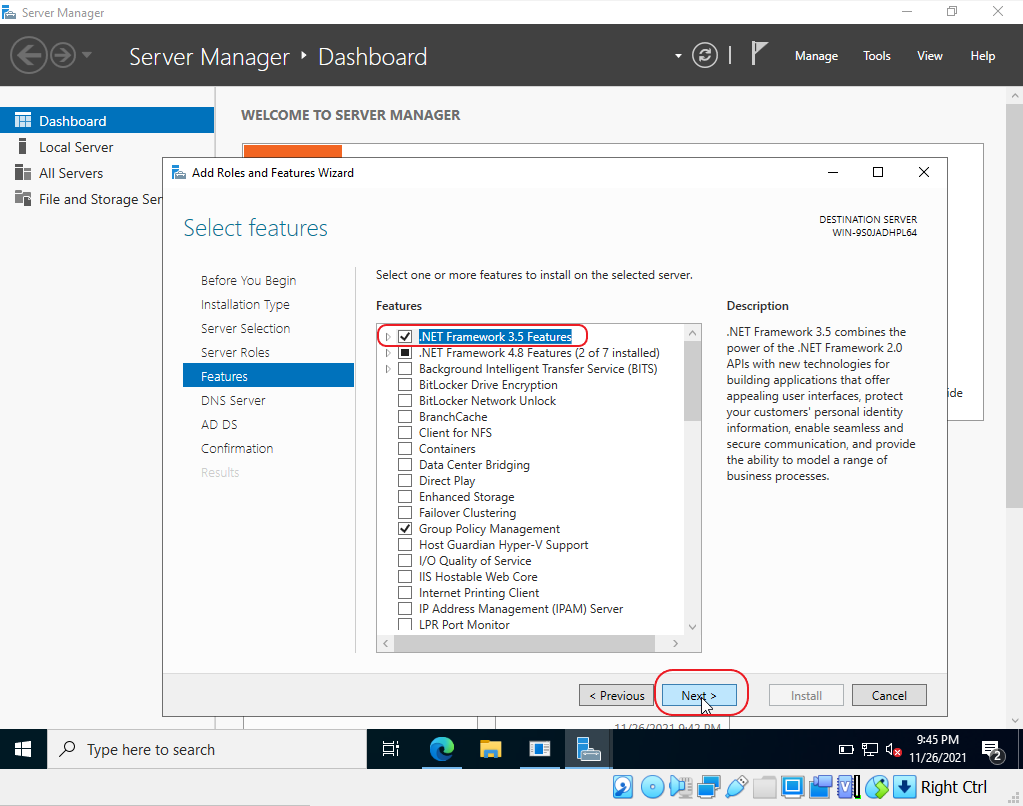 Server Manager
Server Manager ‣ Dashboard
Manage Tools View Help
Dashboard
Local Server
All Servers
File and Storage Ser
WELCOME TO SERVER MANAGER
Add Roles and Features Wizard
Select features
DESTINATION SERVER
WIN-9S0JADHPL64
Before You Begin
Installation Type
Server Selection
Server Roles
Features
DNS Server
AD DS
Confirmation
Results
Select one or more features to install on the selected server.
Features
.NET Framework 3.5 Features
.NET Framework 4.8 Features (2 of 7 installed)
Background Intelligent Transfer Service (BITS)
BitLocker Drive Encryption
BitLocker Network Unlock
BranchCache
Client for NFS
Containers
Data Center Bridging
Direct Play
Enhanced Storage
Failover Clustering
Group Policy Management
Host Guardian Hyper-V Support
I/O Quality of Service
IIS Hostable Web Core
Internet Printing Client
IP Address Management (IPAM) Server
LPR Port Monitor
Description
.NET Framework 3.5 combines the
power of the .NET Framework 2.0
APIs with new technologies for
building applications that offer
appealing user interfaces, protect
your customers' personal identity
information, enable seamless and
secure communication, and provide
the ability to model a range of
business processes.
ide
< Previous Next > Install Cancel
11/26/2021 9:42 PM
Type here to search
9:45 PM
11/26/2021
2
Right Ctrl